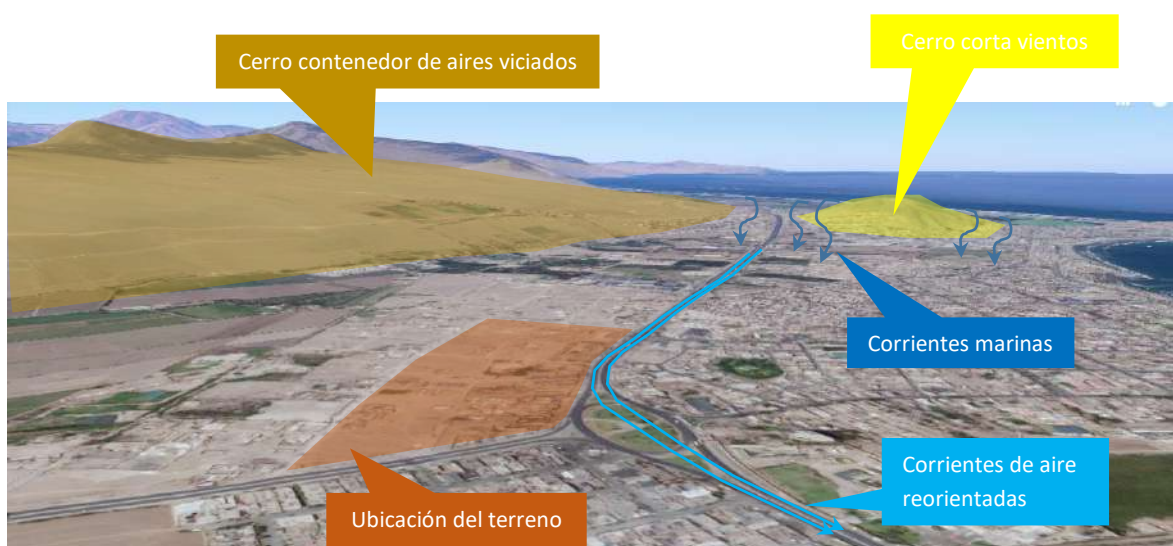 Cerro corta vientos
Cerro contenedor de aires viciados
Corrientes marinas
Corrientes de aire
reorientadas
Ubicación del terreno